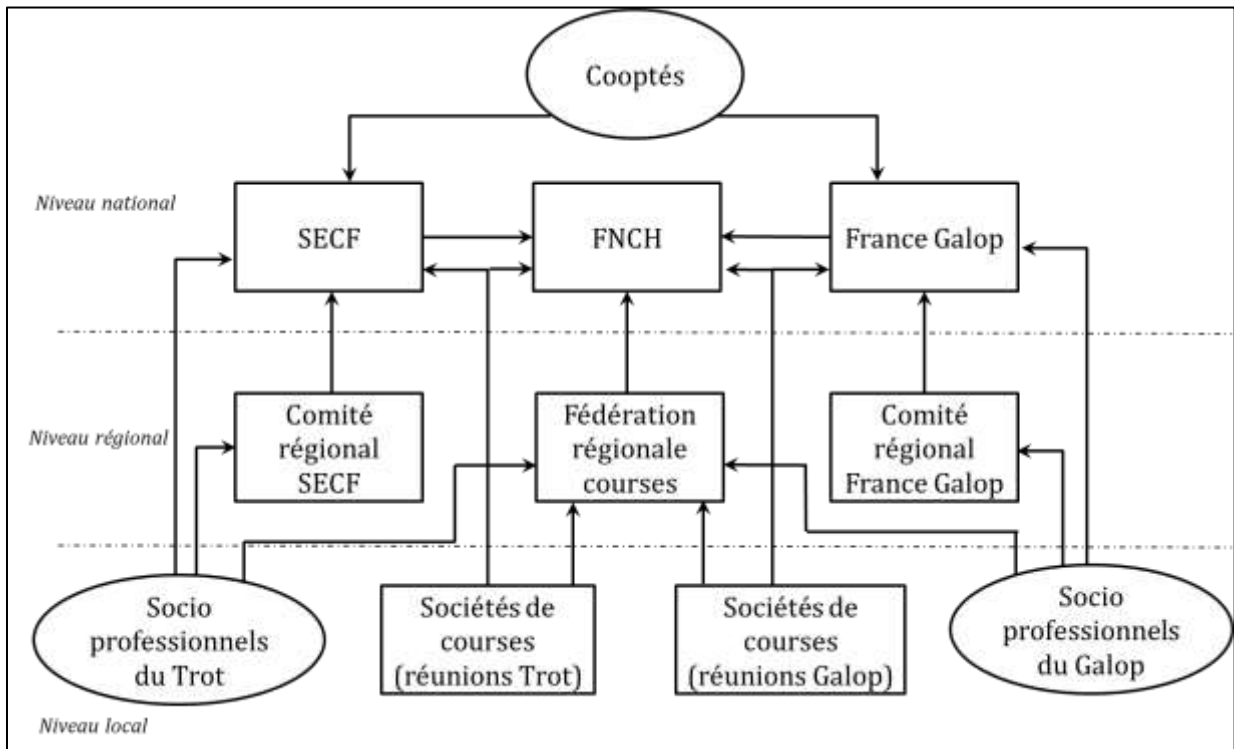 Cooptés
Niveau national
SECF
FNCH
France Galop
Niveau régional
Comité
régional
SECF
Fédération
régionale
courses
Comité
régional
France Galop
Socio
professionnels
du Trot
Sociétés de
courses
(réunions Trot)
Sociétés de
courses
(réunions Galop)
Socio
professionnels
du Galop
Niveau local